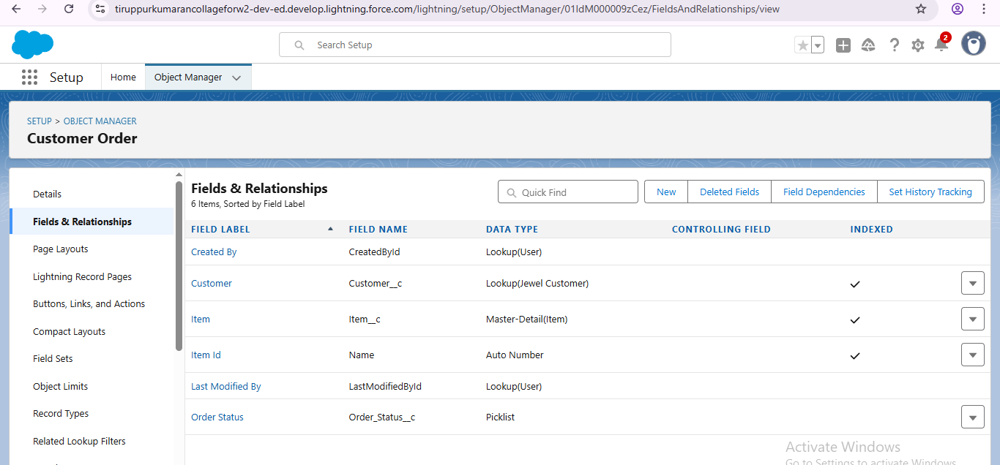 tiruppurkumarancollageforw2-dev-ed.develop.lightning.force.com/lightning/setup/ObjectManager/01IdM000009zCez/FieldsAndRelationships/view
Search Setup
2
Setup
Home
Object Manager
SETUP > OBJECT MANAGER
Customer Order
Details
Fields & Relationships
Page Layouts
Lightning Record Pages
Buttons, Links, and Actions
Compact Layouts
Field Sets
Object Limits
Record Types
Related Lookup Filters
Fields & Relationships
6 Items, Sorted by Field Label
Quick Find
New
Deleted Fields
Field Dependencies
Set History Tracking
FIELD LABEL FIELD NAME DATA TYPE CONTROLLING FIELD INDEXED
Created By CreatedById Lookup(User)
Customer Customer__c Lookup(Jewel Customer)
Item Item__c Master-Detail(Item)
Item Id Name Auto Number
Last Modified By LastModifiedById Lookup(User)
Order Status Order_Status__c Picklist
Activate Windows
Go to Settings to activate Windows.